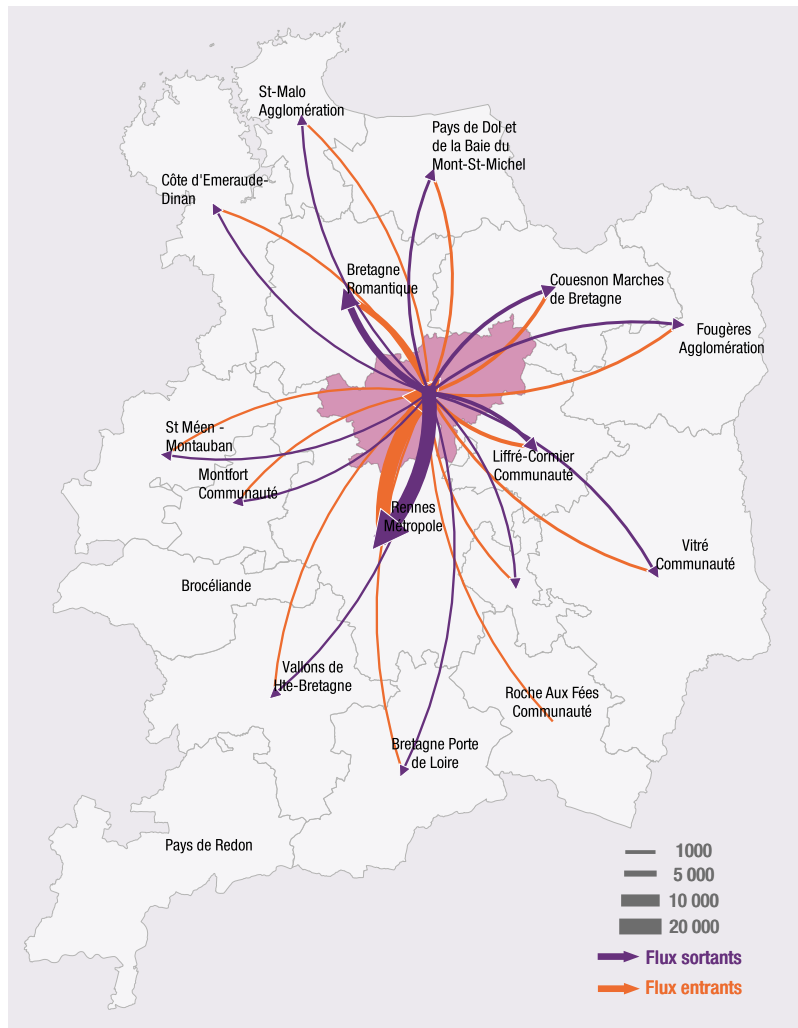 St-Malo
Agglomération
Pays de Dol et
de la Baie du
Mont-St-Michel
Côte d'Emeraude-
Dinan
Bretagne
Romantique
Couesnon Marches
de Bretagne
Fougères
Agglomération
St Méen -
Montauban
Montfort
Communauté
Liffré-Cormier
Communauté
Rennes
Métropole
Vitré
Communauté
Brocéliande
Vallons de
Hte-Bretagne
Roche Aux Fées
Communauté
Bretagne Porte
de Loire
Pays de Redon
1000
5 000
10 000
20 000
Flux sortants
Flux entrants